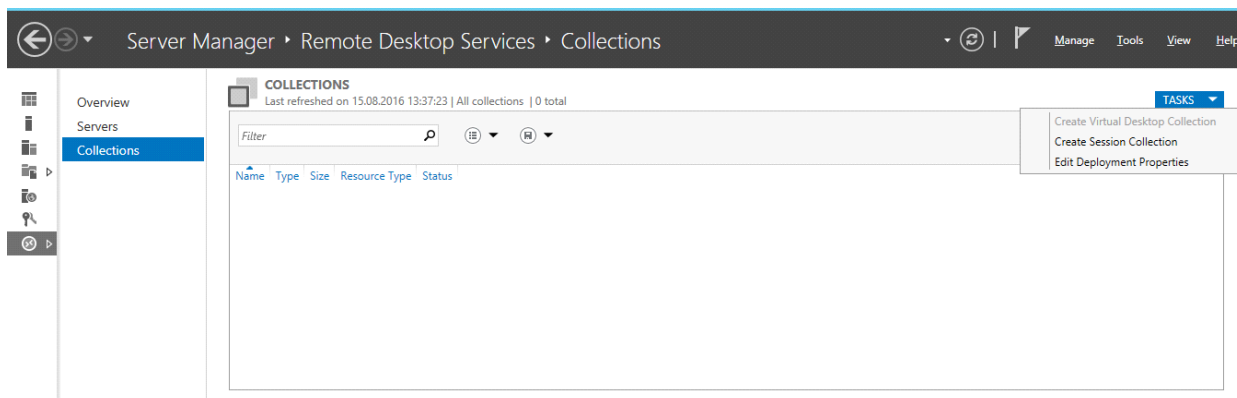 Server Manager ‣ Remote Desktop Services ‣ Collections
Manage Tools View Help
Overview
Servers
Collections
COLLECTIONS
Last refreshed on 15.08.2016 13:37:23 | All collections | 0 total
TASKS
Filter
Create Virtual Desktop Collection
Create Session Collection
Edit Deployment Properties
Name Type Size Resource Type Status